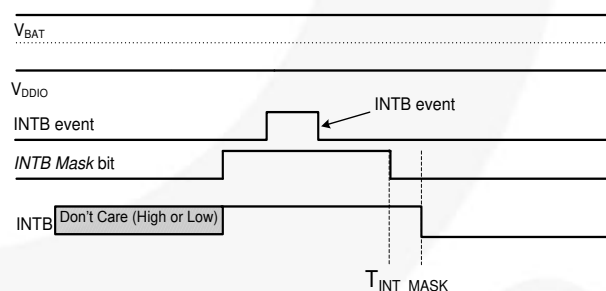 VBAT
VDDIO
INTB event
INTB event
INTB Mask bit
INTB Don't Care (High or Low)
TINT_MASK